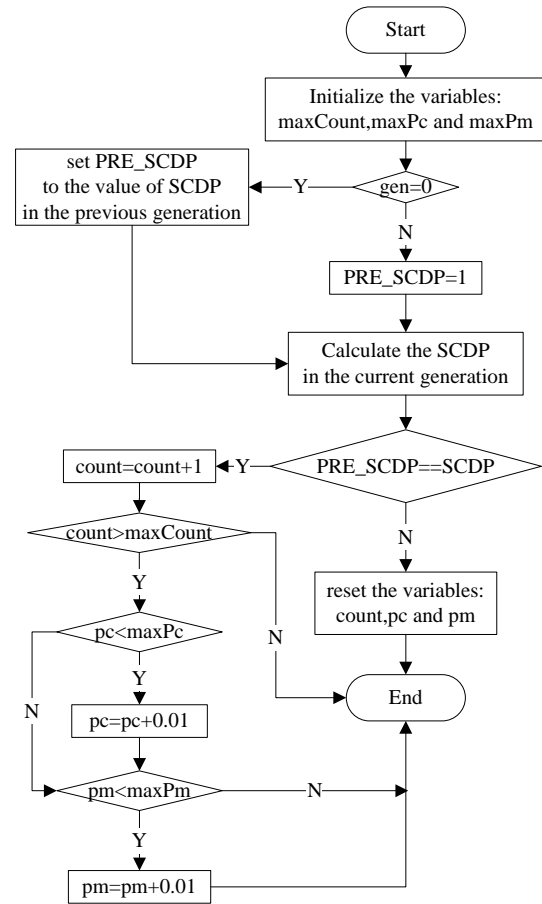 Start
Initialize the variables:
maxCount,maxPc and maxPm
set PRE_SCDP
to the value of SCDP
in the previous generation
Y
gen=0
N
PRE_SCDP=1
Calculate the SCDP
in the current generation
count=count+1
Y
PRE_SCDP==SCDP
count>maxCount
N
Y
reset the variables:
count,pc and pm
pc<maxPc
N
Y
End
N
pc=pc+0.01
pm<maxPm
N
Y
pm=pm+0.01